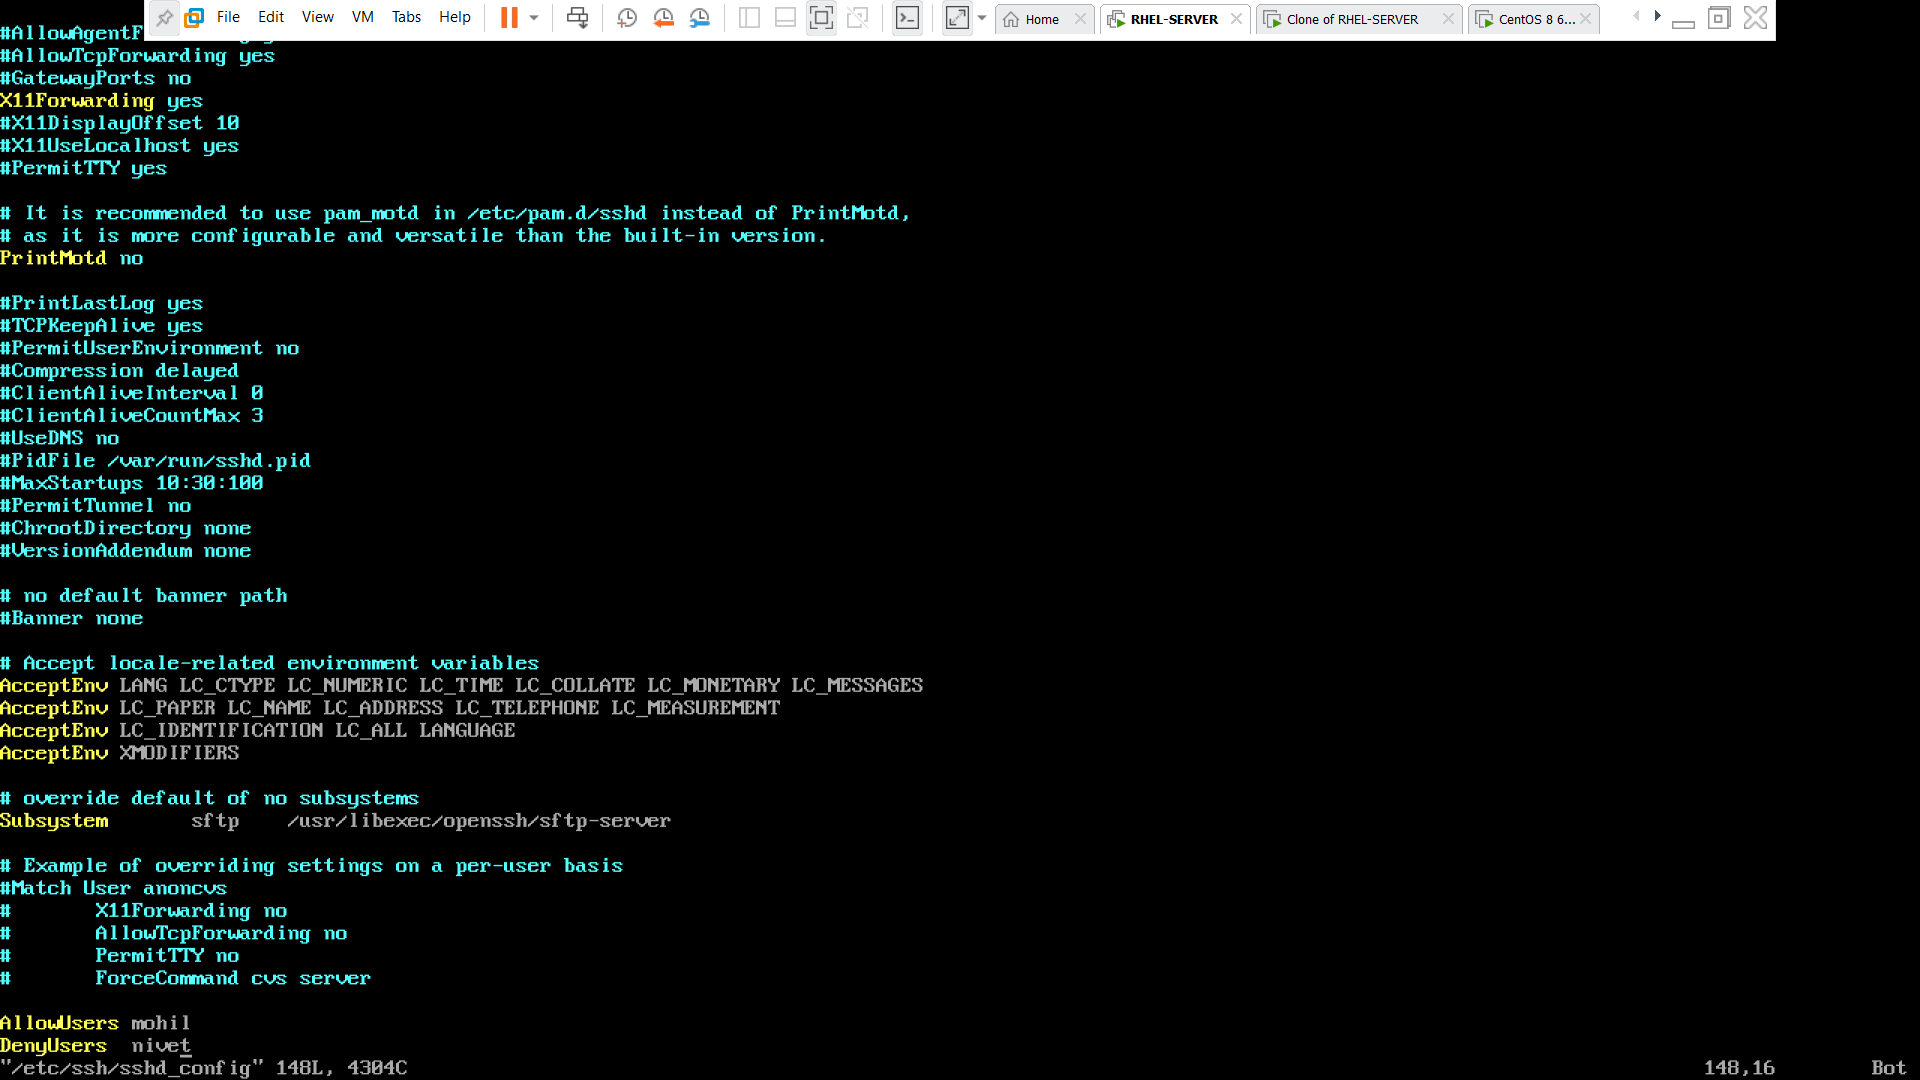 File Edit View VM Tabs Help Home RHEL-SERVER Clone of RHEL-SERVER CentOS 8 6...
#AllowAgentF
#AllowTcpForwarding yes
#GatewayPorts no
X11Forwarding yes
#X11DisplayOffset 10
#X11UseLocalhost yes
#PermitTTY yes
# It is recommended to use pam_motd in /etc/pam.d/sshd instead of PrintMotd,
# as it is more configurable and versatile than the built-in version.
PrintMotd no
#PrintLastLog yes
#TCPKeepAlive yes
#PermitUserEnvironment no
#Compression delayed
#ClientAliveInterval 0
#ClientAliveCountMax 3
#UseDNS no
#PidFile /var/run/sshd.pid
#MaxStartups 10:30:100
#PermitTunnel no
#ChrootDirectory none
#VersionAddendum none
# no default banner path
#Banner none
# Accept locale-related environment variables
AcceptEnv LANG LC_CTYPE LC_NUMERIC LC_TIME LC_COLLATE LC_MONETARY LC_MESSAGES
AcceptEnv LC_PAPER LC_NAME LC_ADDRESS LC_TELEPHONE LC_MEASUREMENT
AcceptEnv LC_IDENTIFICATION LC_ALL LANGUAGE
AcceptEnv XMODIFIERS
# override default of no subsystems
Subsystem sftp /usr/libexec/openssh/sftp-server
# Example of overriding settings on a per-user basis
#Match User anoncvs
# X11Forwarding no
# AllowTcpForwarding no
# PermitTTY no
# ForceCommand cvs server
AllowUsers mohil
DenyUsers nivet
"/etc/ssh/sshd_config" 148L, 4304C 148,16 Bot